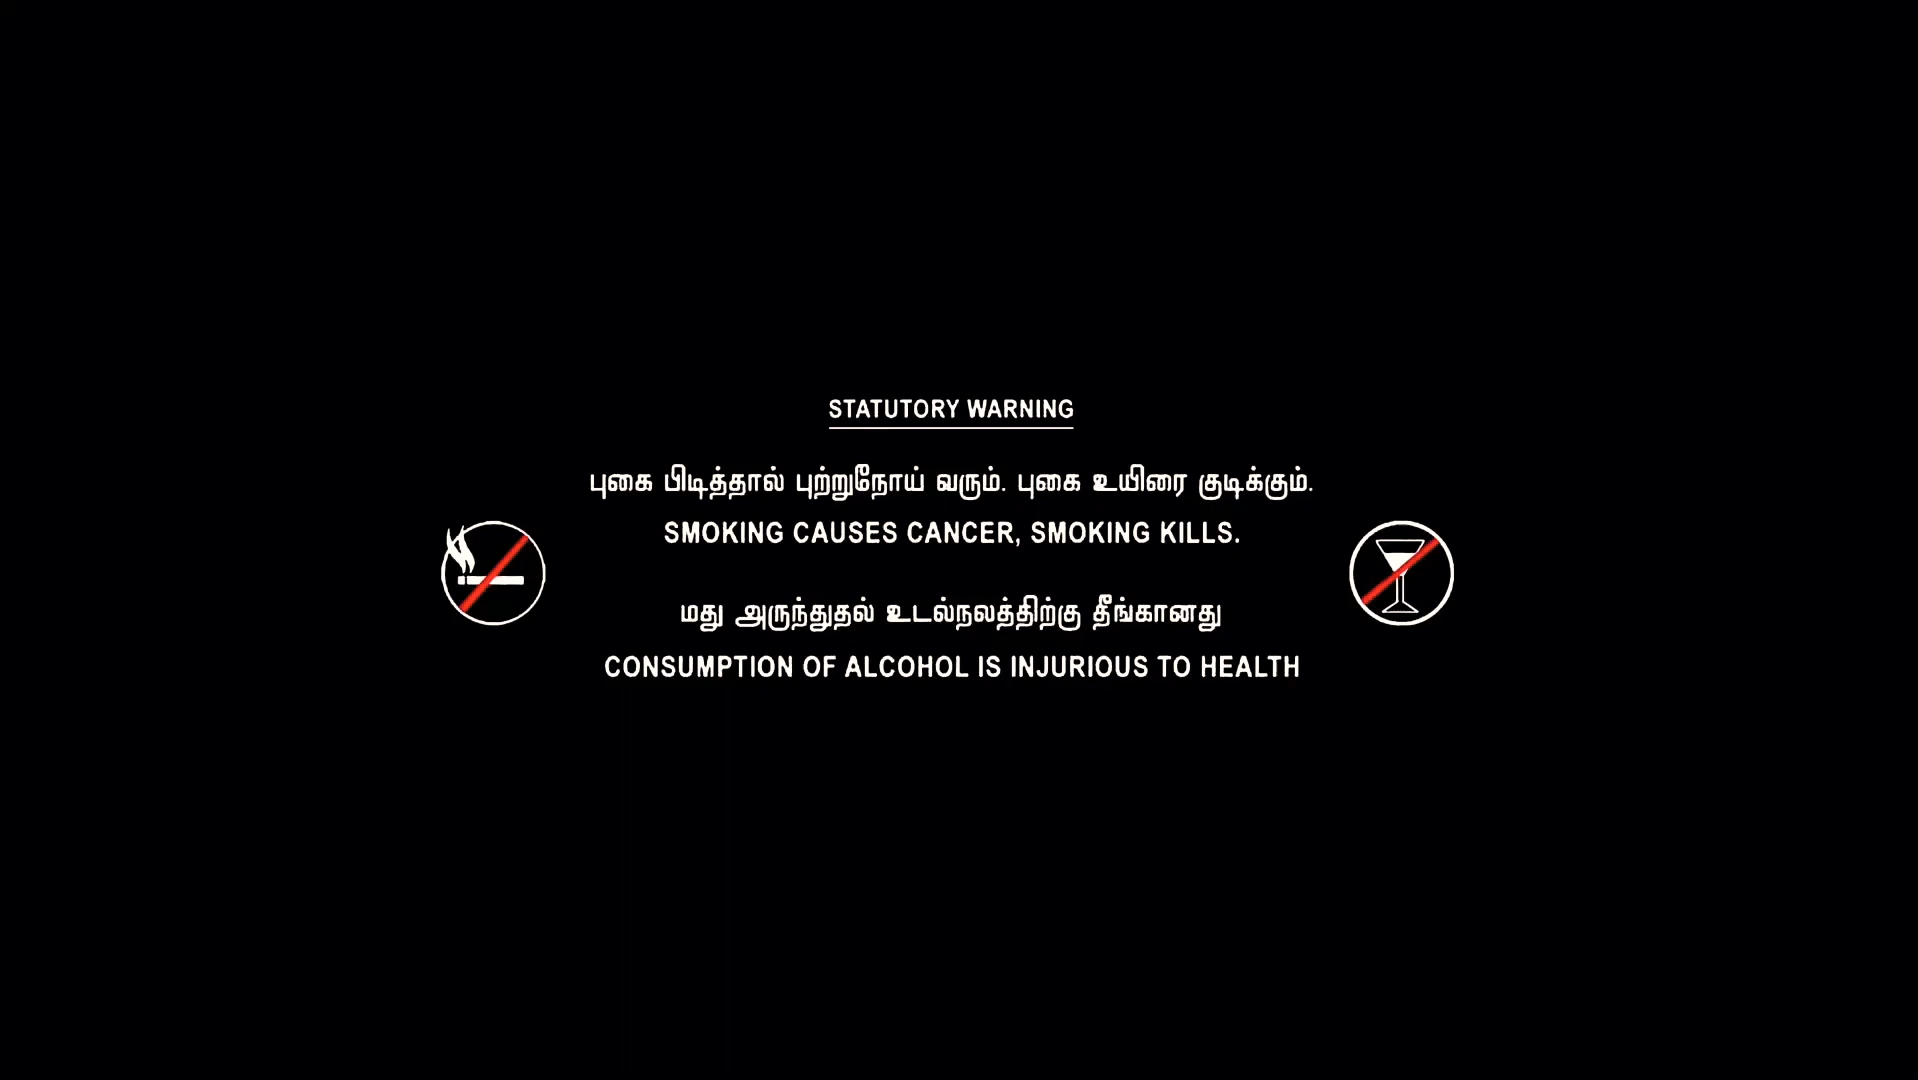 STATUTORY WARNING
புகை பிடித்தால் புற்றுநோய் வரும். புகை உயிரை குடிக்கும்.
SMOKING CAUSES CANCER, SMOKING KILLS.
மது அருந்துதல் உடல்நலத்திற்கு தீங்கானது
CONSUMPTION OF ALCOHOL IS INJURIOUS TO HEALTH